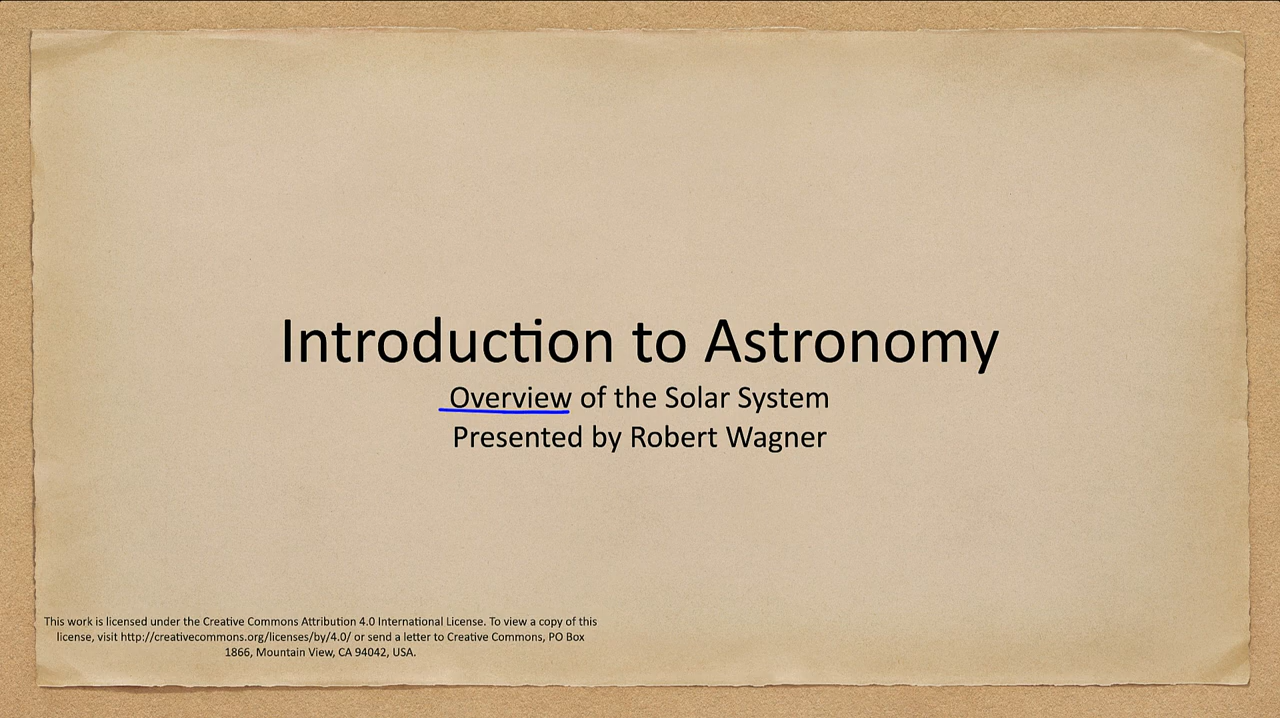 Introduction to Astronomy
Overview of the Solar System
Presented by Robert Wagner
This work is licensed under the Creative Commons Attribution 4.0 International License. To view a copy of this
license, visit http://creativecommons.org/licenses/by/4.0/ or send a letter to Creative Commons, PO Box
1866, Mountain View, CA 94042, USA.